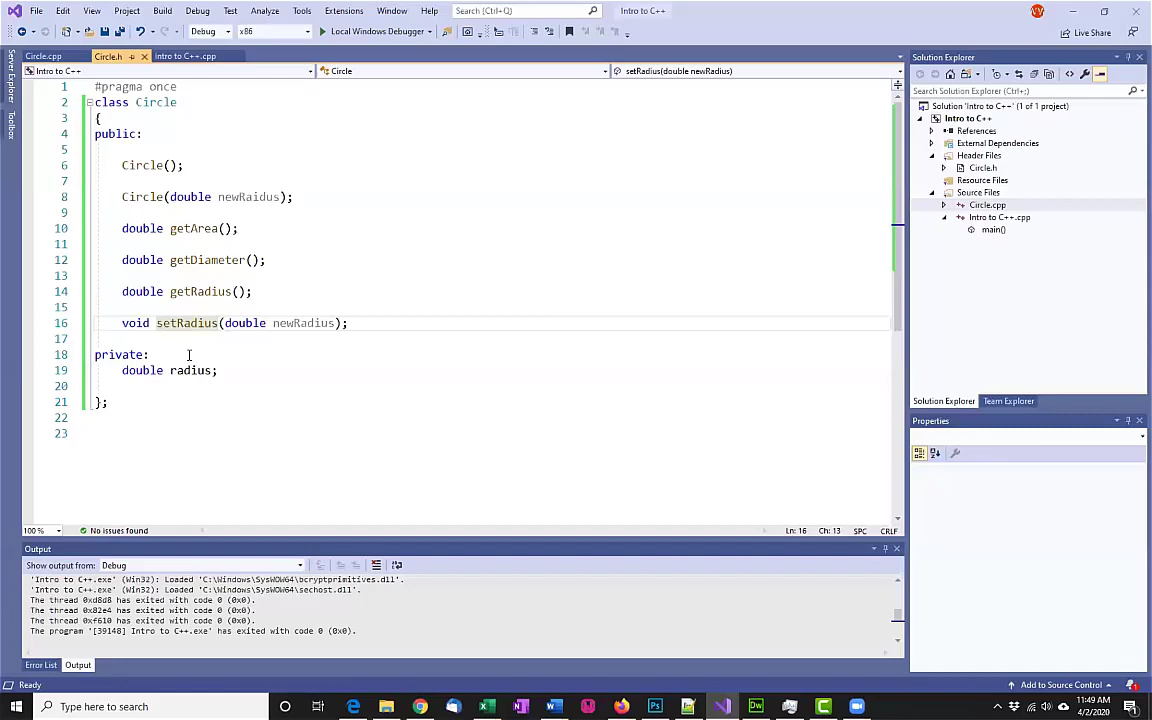 File Edit View Project Build Debug Test Analyze Tools Extensions Window Help Search (Ctrl+Q) Intro to C++
Debug x86 Local Windows Debugger Live Share
Circle.cpp Circle.h Intro to C++.cpp
Intro to C++ Circle setRadius(double newRadius)
Server Explorer
Toolbox
1 #pragma once
2 class Circle
3 {
4 public:
5
6 Circle();
7
8 Circle(double newRaidus);
9
10 double getArea();
11
12 double getDiameter();
13
14 double getRadius();
15
16 void setRadius(double newRadius);
17
18 private:
19 double radius;
20
21 };
22
23
100 % No issues found Ln: 16 Ch: 13 SPC CRLF
Output
Show output from: Debug
'Intro to C++.exe' (Win32): Loaded 'C:\Windows\SysWOW64\bcryptprimitives.dll'.
'Intro to C++.exe' (Win32): Loaded 'C:\Windows\SysWOW64\sechost.dll'.
The thread 0xd8d8 has exited with code 0 (0x0).
The thread 0x82e4 has exited with code 0 (0x0).
The thread 0xf610 has exited with code 0 (0x0).
The program '[39148] Intro to C++.exe' has exited with code 0 (0x0).
Error List Output
Solution Explorer
Search Solution Explorer (Ctrl+;)
Solution 'Intro to C++' (1 of 1 project)
Intro to C++
References
External Dependencies
Header Files
Circle.h
Resource Files
Source Files
Circle.cpp
Intro to C++.cpp
main()
Solution Explorer Team Explorer
Properties
Ready Add to Source Control
Type here to search
11:49 AM
4/2/2020